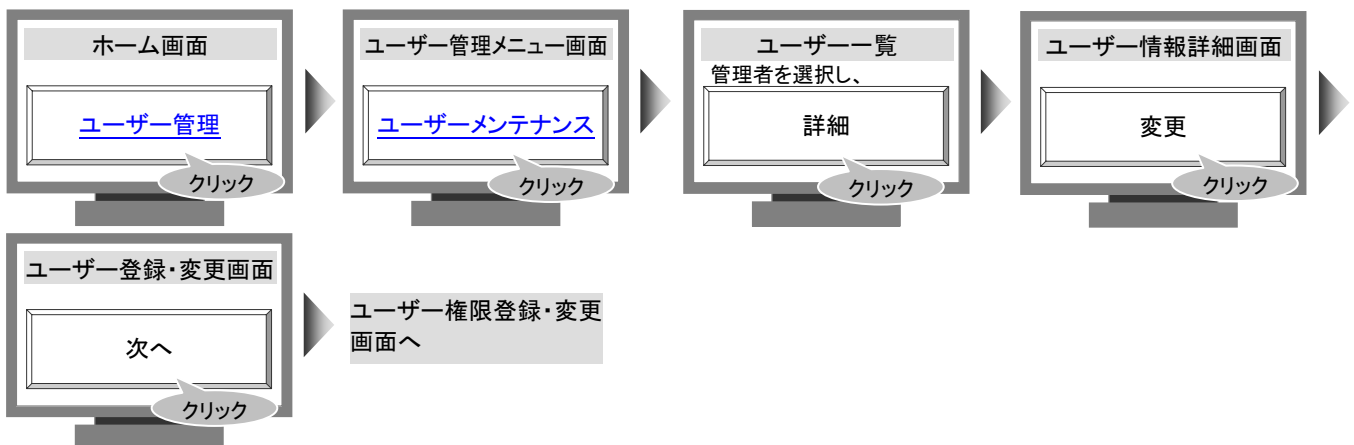 ホーム画面
ユーザー管理
クリック
ユーザー管理メニュー画面
ユーザーメンテナンス
クリック
ユーザー一覧
管理者を選択し、
詳細
クリック
ユーザー情報詳細画面
変更
クリック
ユーザー登録・変更画面
次へ
クリック
ユーザー権限登録・変更
画面へ